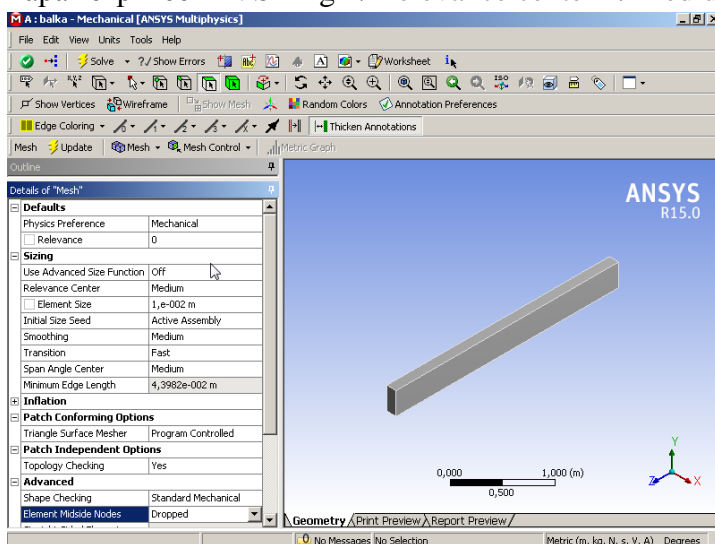 A : balka - Mechanical [ANSYS Multiphysics]
File Edit View Units Tools Help
Solve ?/ Show Errors A Worksheet i
ISO
Show Vertices Wireframe Show Mesh Random Colors Annotation Preferences
Edge Coloring Thicken Annotations
Mesh Update Mesh Mesh Control Metric Graph
Outline
Details of "Mesh"
Defaults
Physics Preference Mechanical
Relevance 0
Sizing
Use Advanced Size Function Off
Relevance Center Medium
Element Size 1,e-002 m
Initial Size Seed Active Assembly
Smoothing Medium
Transition Fast
Span Angle Center Medium
Minimum Edge Length 4,3982e-002 m
Inflation
Patch Conforming Options
Triangle Surface Mesher Program Controlled
Patch Independent Options
Topology Checking Yes
Advanced
Shape Checking Standard Mechanical
Element Midside Nodes Dropped
ANSYS
R15.0
Y
Z X
0,000 1,000 (m)
0,500
Geometry Print Preview Report Preview
No Messages No Selection Metric (m, kg, N, s, V, A) Degrees